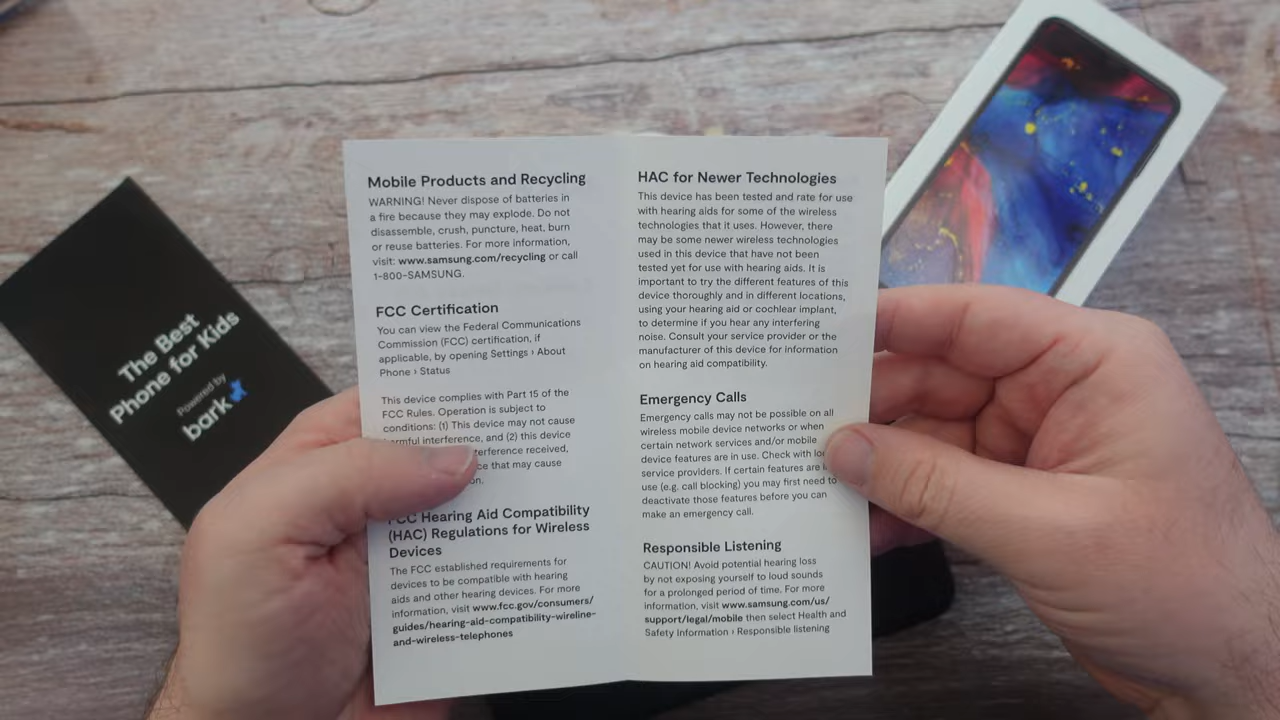 The Best
Phone for Kids
Powered by
bark
Mobile Products and Recycling
WARNING! Never dispose of batteries in
a fire because they may explode. Do not
disassemble, crush, puncture, heat, burn
or reuse batteries. For more information,
visit: www.samsung.com/recycling or call
1-800-SAMSUNG.
FCC Certification
You can view the Federal Communications
Commission (FCC) certification, if
applicable, by opening Settings › About
Phone › Status
This device complies with Part 15 of the
FCC Rules. Operation is subject to
conditions: (1) This device may not cause
harmful interference, and (2) this device
received,
that may cause
FCC Hearing Aid Compatibility
(HAC) Regulations for Wireless
Devices
The FCC established requirements for
devices to be compatible with hearing
aids and other hearing devices. For more
information, visit www.fcc.gov/consumers/
guides/hearing-aid-compatibility-wireline-
and-wireless-telephones
HAC for Newer Technologies
This device has been tested and rate for use
with hearing aids for some of the wireless
technologies that it uses. However, there
may be some newer wireless technologies
used in this device that have not been
tested yet for use with hearing aids. It is
important to try the different features of this
device thoroughly and in different locations,
using your hearing aid or cochlear implant,
to determine if you hear any interfering
noise. Consult your service provider or the
manufacturer of this device for information
on hearing aid compatibility.
Emergency Calls
Emergency calls may not be possible on all
wireless mobile device networks or when
certain network services and/or mobile
device features are in use. Check with
service providers. If certain features are
use (e.g. call blocking) you may first need to
deactivate those features before you can
make an emergency call.
Responsible Listening
CAUTION! Avoid potential hearing loss
by not exposing yourself to loud sounds
for a prolonged period of time. For more
information, visit www.samsung.com/us/
support/legal/mobile then select Health and
Safety Information › Responsible listening